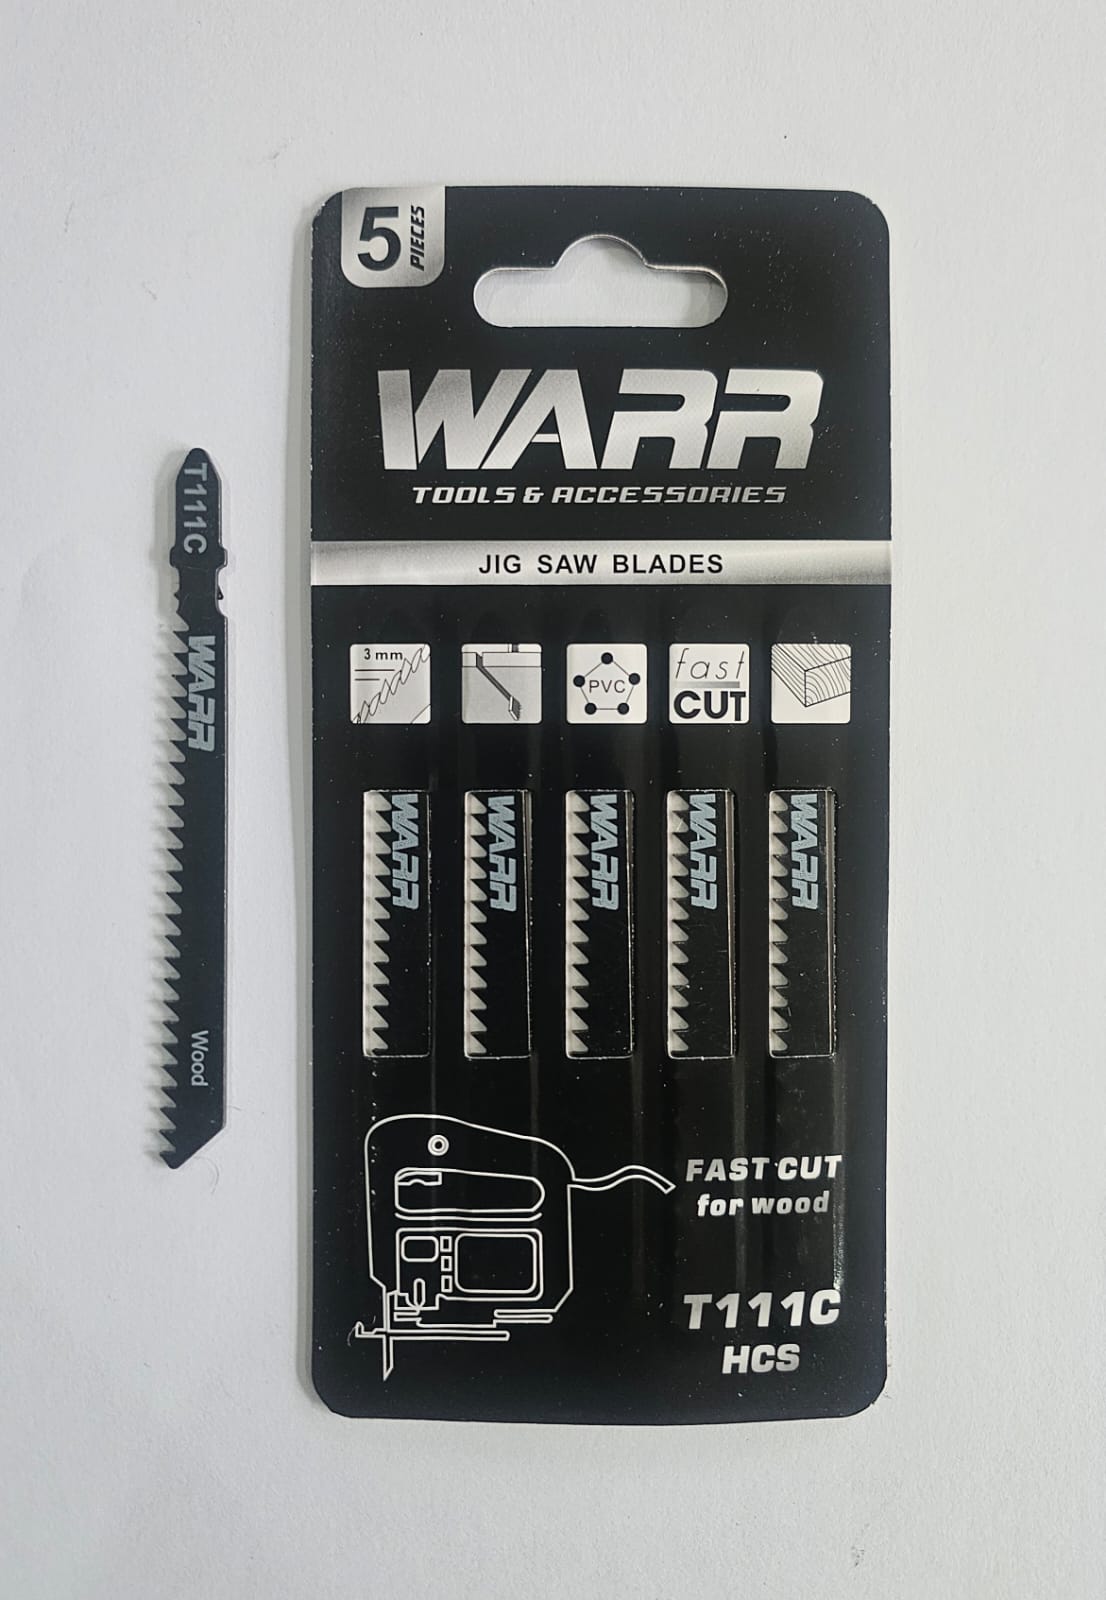 5 PIECES
WARR
TOOLS & ACCESSORIES
JIG SAW BLADES
3 mm
PVC
fast
CUT
WARR
WARR
WARR
WARR
WARR
FAST CUT
for wood
T111C
HCS
T111C
WARR
Wood